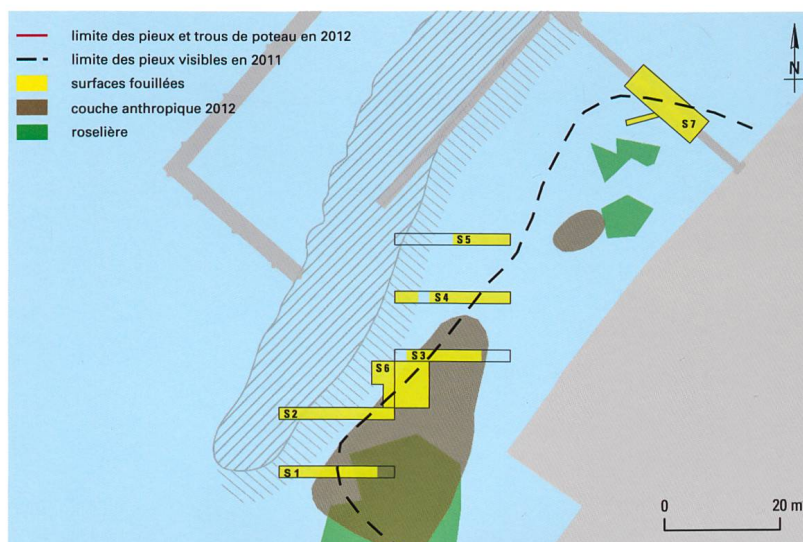 limite des pieux et trous de poteau en 2012
limite des pieux visibles en 2011
surfaces fouillées
couche anthropique 2012
roselière
N
S 7
S 5
S 4
S 3
S 6
S 2
S 1
0 20 m